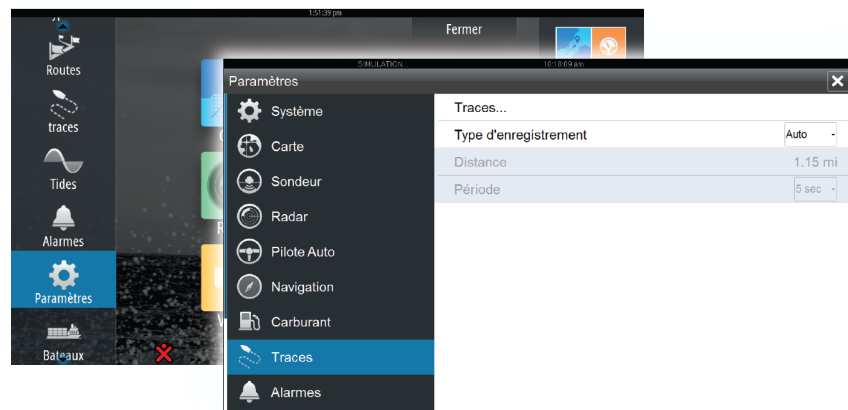 1:51:39 pm
Fermer
Routes
traces
Tides
Alarmes
Paramètres
Bateaux
SIMULATION
10:18:09 am
Paramètres
Système
Carte
Sondeur
Radar
Pilote Auto
Navigation
Carburant
Traces
Alarmes
Traces...
Type d'enregistrement Auto
Distance 1.15 mi
Période 5 sec